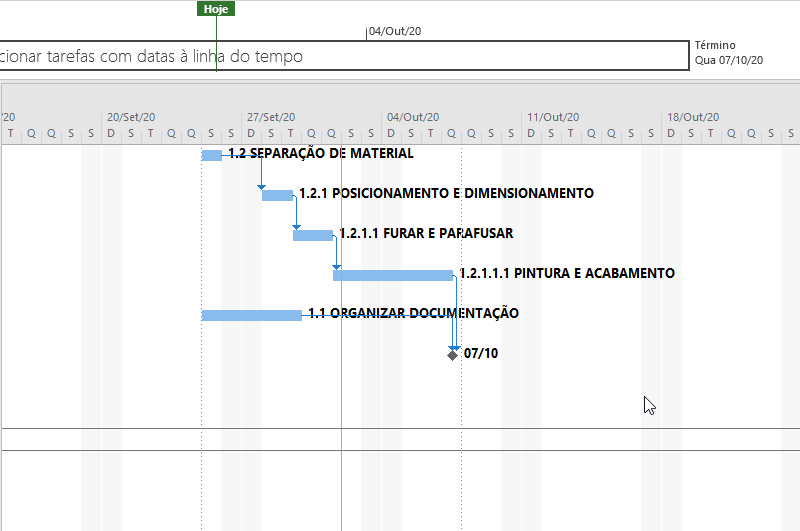 Hoje
04/Out/20
cionar tarefas com datas à linha do tempo
Término
Qua 07/10/20
/20 20/Set/20 27/Set/20 04/Out/20 11/Out/20 18/Out/20
T Q Q S S D S T Q Q S S D S T Q Q S S D S T Q Q S S D S T Q Q S S D S T Q Q S S
1.2 SEPARAÇÃO DE MATERIAL
1.2.1 POSICIONAMENTO E DIMENSIONAMENTO
1.2.1.1 FURAR E PARAFUSAR
1.2.1.1.1 PINTURA E ACABAMENTO
1.1 ORGANIZAR DOCUMENTAÇÃO
07/10